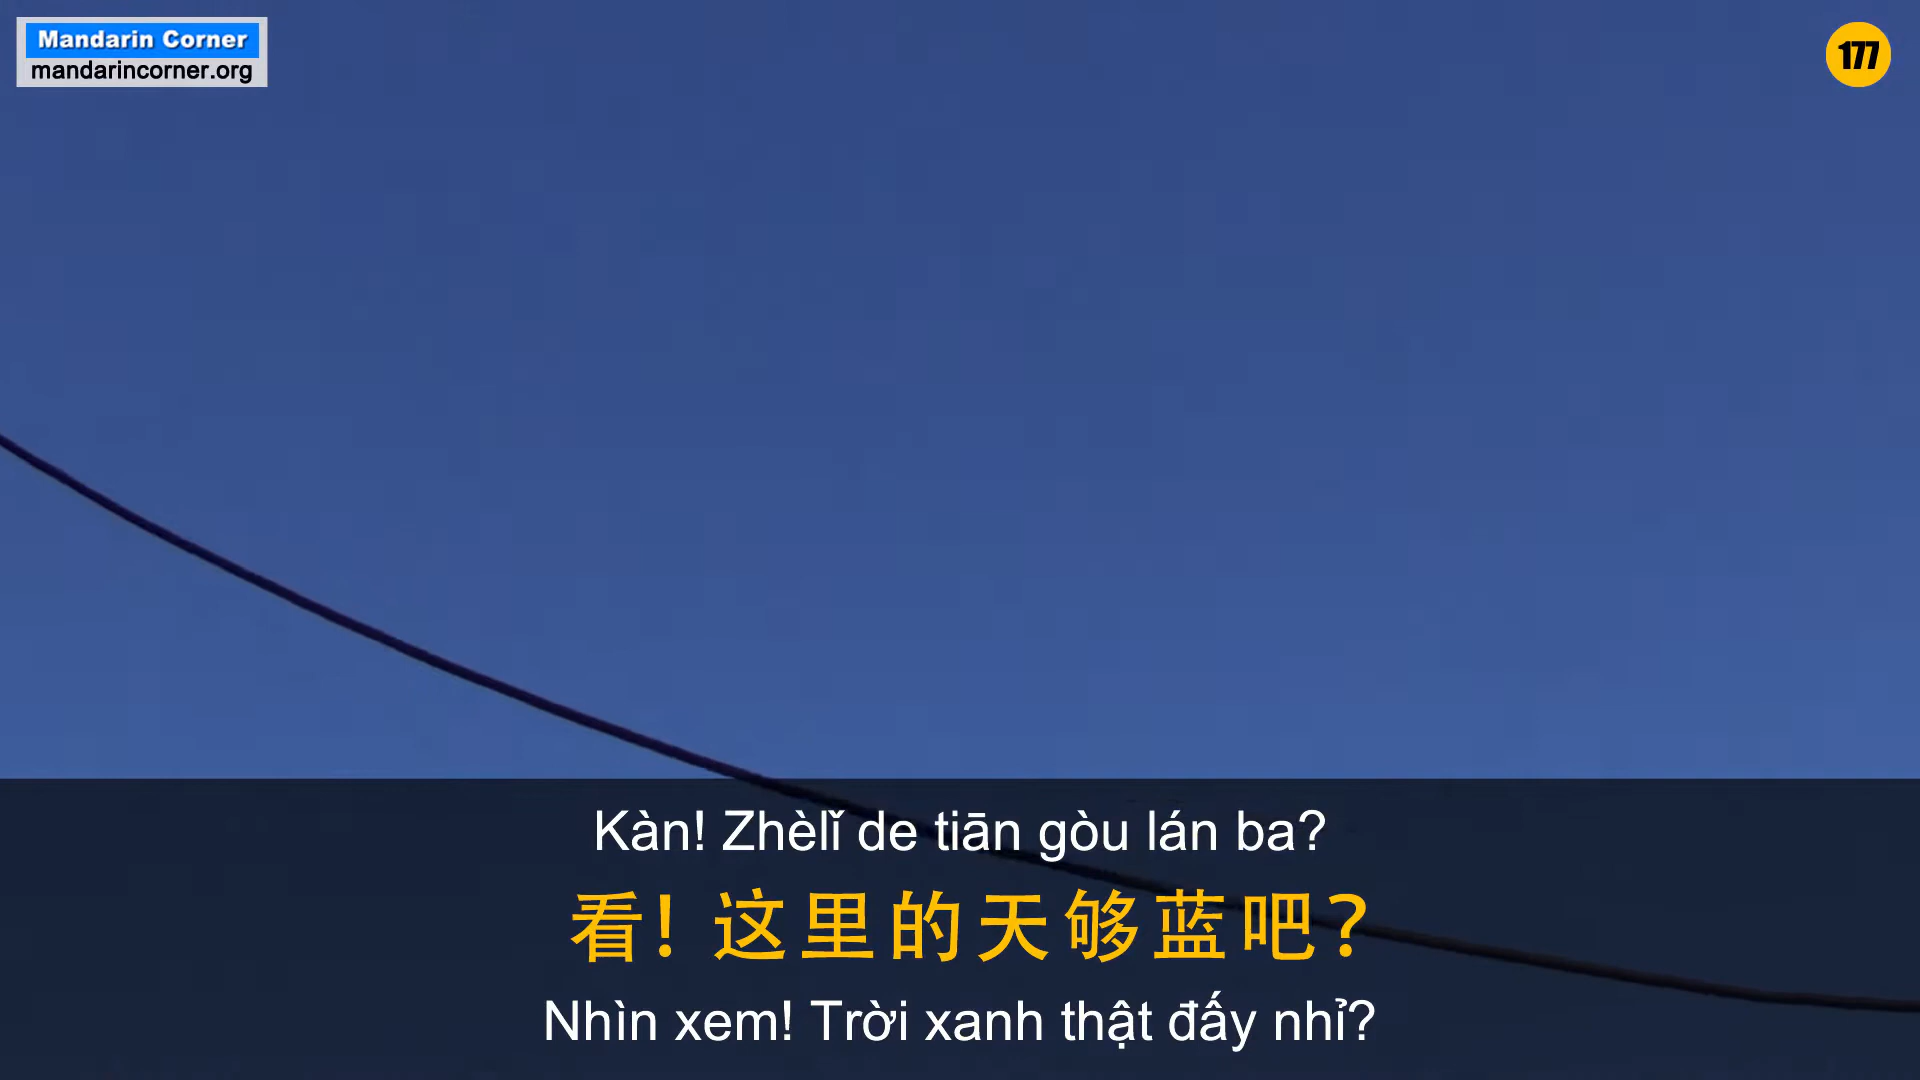 Mandarin Corner
mandarincorner.org
177
Kàn! Zhèlǐ de tiān gòu lán ba?
看！这里的天够蓝吧？
Nhìn xem! Trời xanh thật đấy nhỉ?